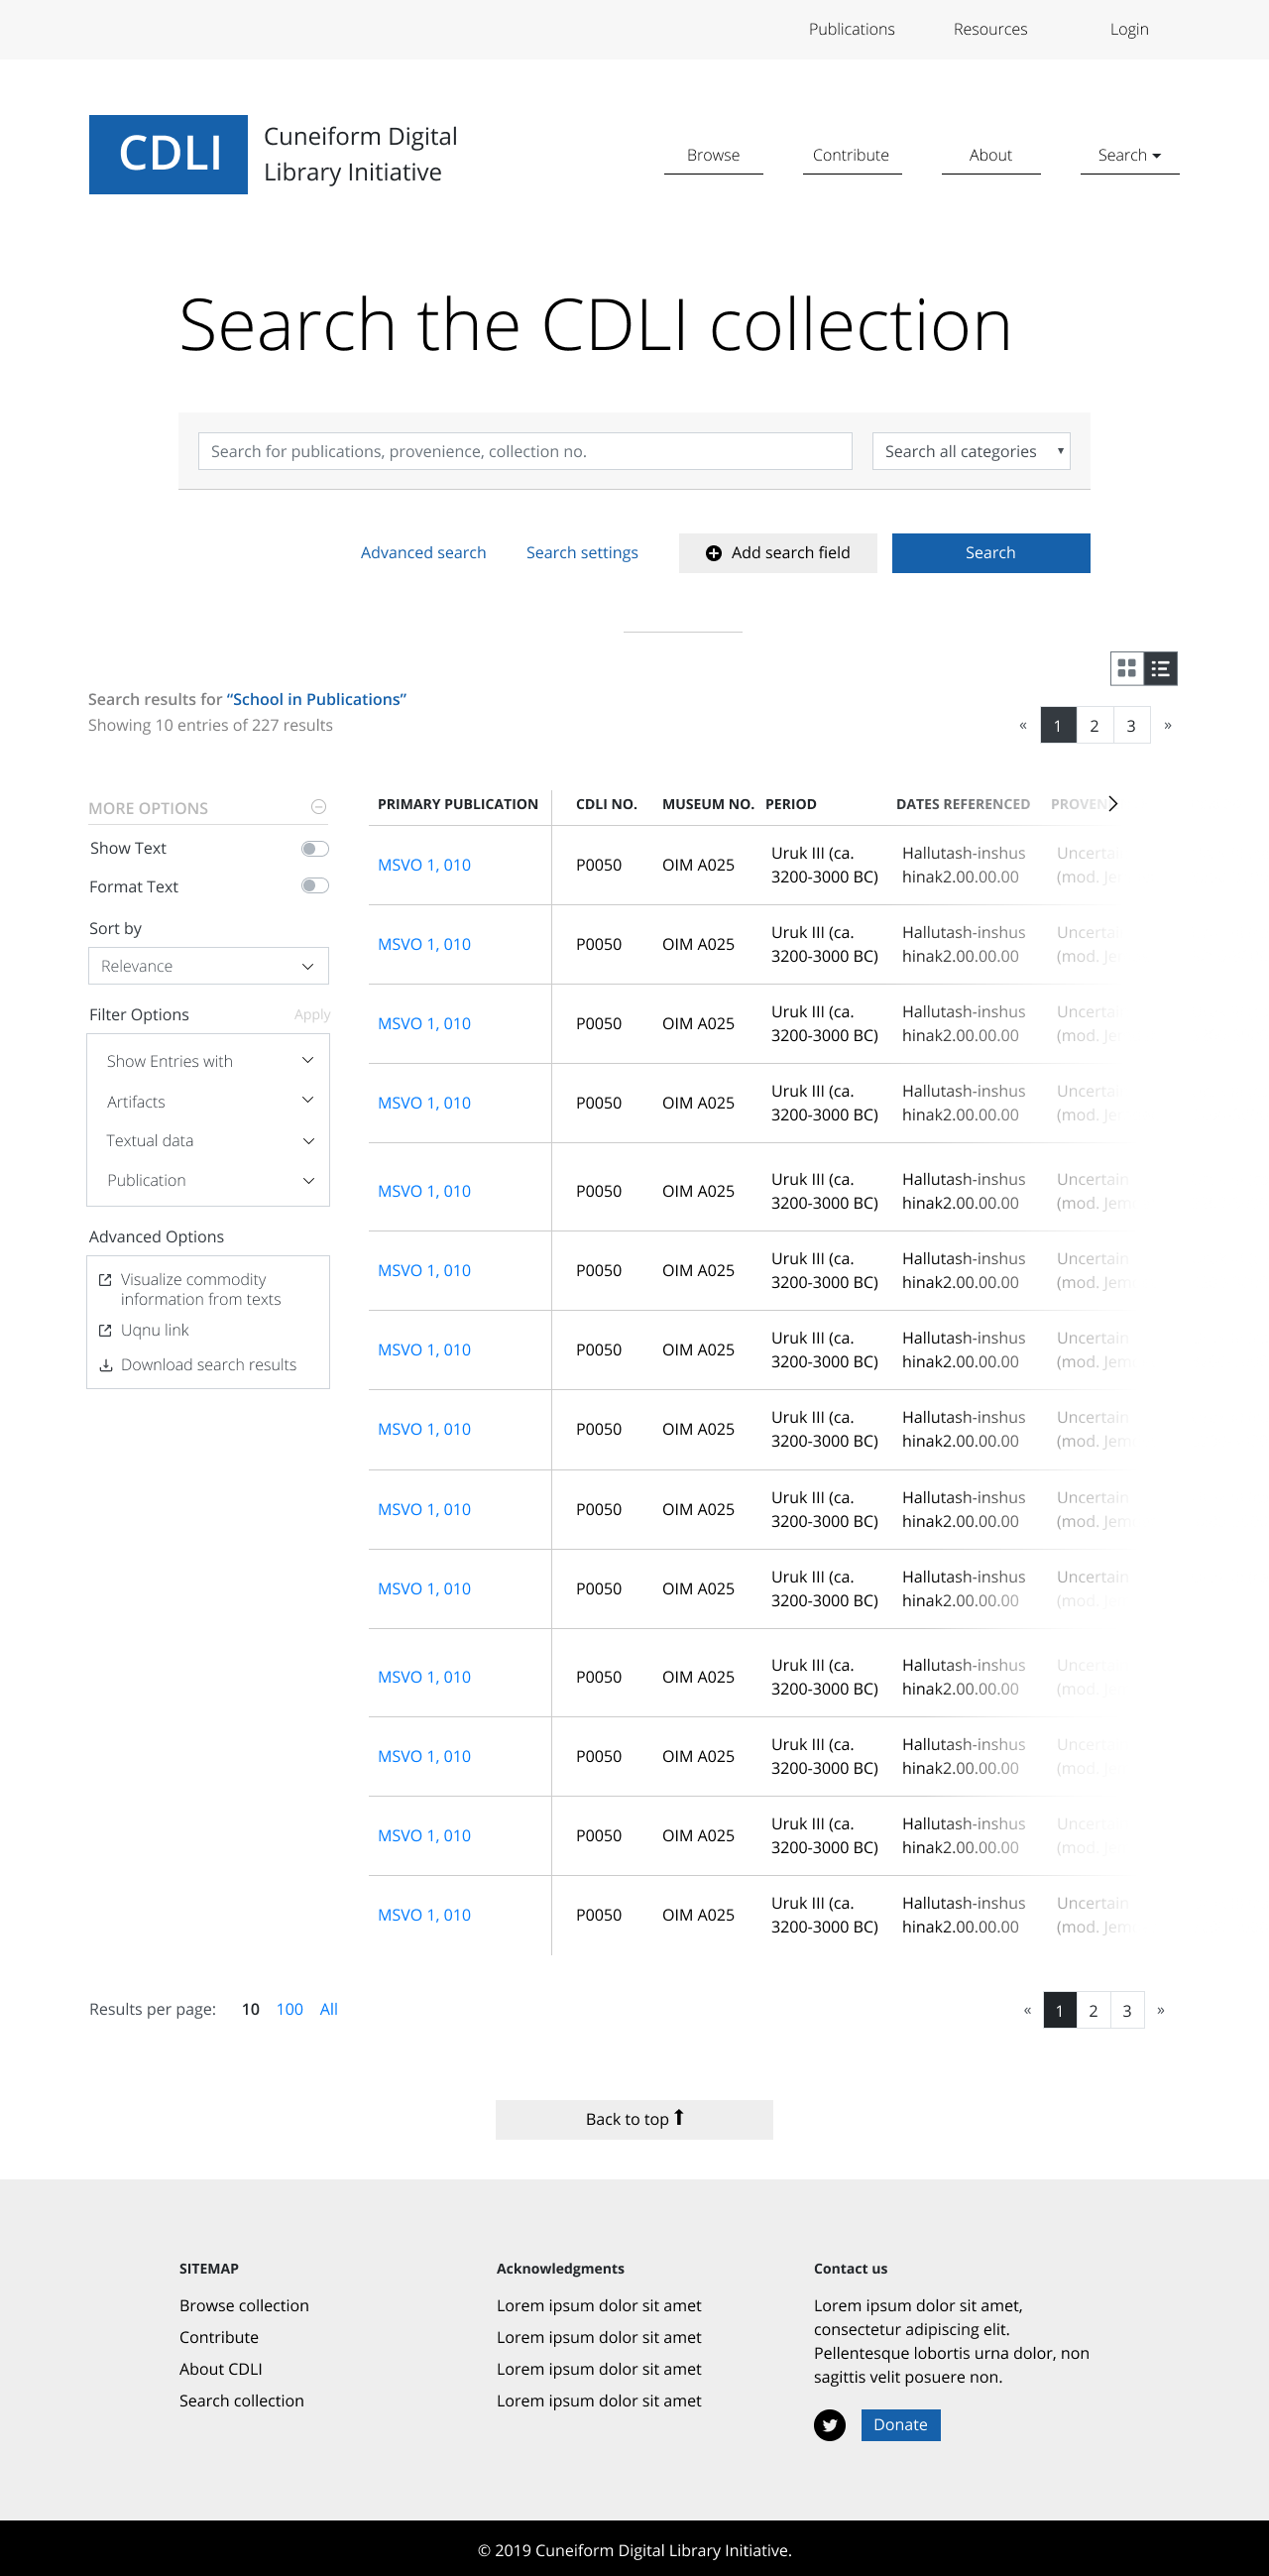 Publications Resources Login
CDLI
Cuneiform Digital
Library Initiative
Browse Contribute About Search
Search the CDLI collection
Search for publications, provenience, collection no. Search all categories
Advanced search Search settings Add search field Search
Search results for “School in Publications”
Showing 10 entries of 227 results
« 1 2 3 »
MORE OPTIONS
Show Text
Format Text
Sort by
Relevance
Filter Options Apply
Show Entries with
Artifacts
Textual data
Publication
Advanced Options
Visualize commodity
information from texts
Uqnu link
Download search results
PRIMARY PUBLICATION CDLI NO. MUSEUM NO. PERIOD DATES REFERENCED
MSVO 1, 010 P0050 OIM A025 Uruk III (ca. Hallutash-inshus
3200-3000 BC) hinak2.00.00.00 (mod.
MSVO 1, 010 P0050 OIM A025 Uruk III (ca. Hallutash-inshus
3200-3000 BC) hinak2.00.00.00 (mod.
MSVO 1, 010 P0050 OIM A025 Uruk III (ca. Hallutash-inshus
3200-3000 BC) hinak2.00.00.00 (mod.
MSVO 1, 010 P0050 OIM A025 Uruk III (ca. Hallutash-inshus
3200-3000 BC) hinak2.00.00.00 (mod.
MSVO 1, 010 P0050 OIM A025 Uruk III (ca. Hallutash-inshus Uncertain
3200-3000 BC) hinak2.00.00.00 (mod.
MSVO 1, 010 P0050 OIM A025 Uruk III (ca. Hallutash-inshus Uncertain
3200-3000 BC) hinak2.00.00.00 (mod.
MSVO 1, 010 P0050 OIM A025 Uruk III (ca. Hallutash-inshus Uncertain
3200-3000 BC) hinak2.00.00.00 (mod.
MSVO 1, 010 P0050 OIM A025 Uruk III (ca. Hallutash-inshus Uncertain
3200-3000 BC) hinak2.00.00.00 (mod.
MSVO 1, 010 P0050 OIM A025 Uruk III (ca. Hallutash-inshus Uncertain
3200-3000 BC) hinak2.00.00.00 (mod.
MSVO 1, 010 P0050 OIM A025 Uruk III (ca. Hallutash-inshus Uncertain
3200-3000 BC) hinak2.00.00.00 (mod.
MSVO 1, 010 P0050 OIM A025 Uruk III (ca. Hallutash-inshus
3200-3000 BC) hinak2.00.00.00 (mod.
MSVO 1, 010 P0050 OIM A025 Uruk III (ca. Hallutash-inshus
3200-3000 BC) hinak2.00.00.00 (mod.
MSVO 1, 010 P0050 OIM A025 Uruk III (ca. Hallutash-inshus
3200-3000 BC) hinak2.00.00.00 (mod.
MSVO 1, 010 P0050 OIM A025 Uruk III (ca. Hallutash-inshus Uncertain
3200-3000 BC) hinak2.00.00.00 (mod.
Results per page: 10 100 All « 1 2 3 »
Back to top
SITEMAP
Browse collection
Contribute
About CDLI
Search collection
Acknowledgments
Lorem ipsum dolor sit amet
Lorem ipsum dolor sit amet
Lorem ipsum dolor sit amet
Lorem ipsum dolor sit amet
Contact us
Lorem ipsum dolor sit amet,
consectetur adipiscing elit.
Pellentesque lobortis urna dolor, non
sagittis velit posuere non.
Donate
© 2019 Cuneiform Digital Library Initiative.